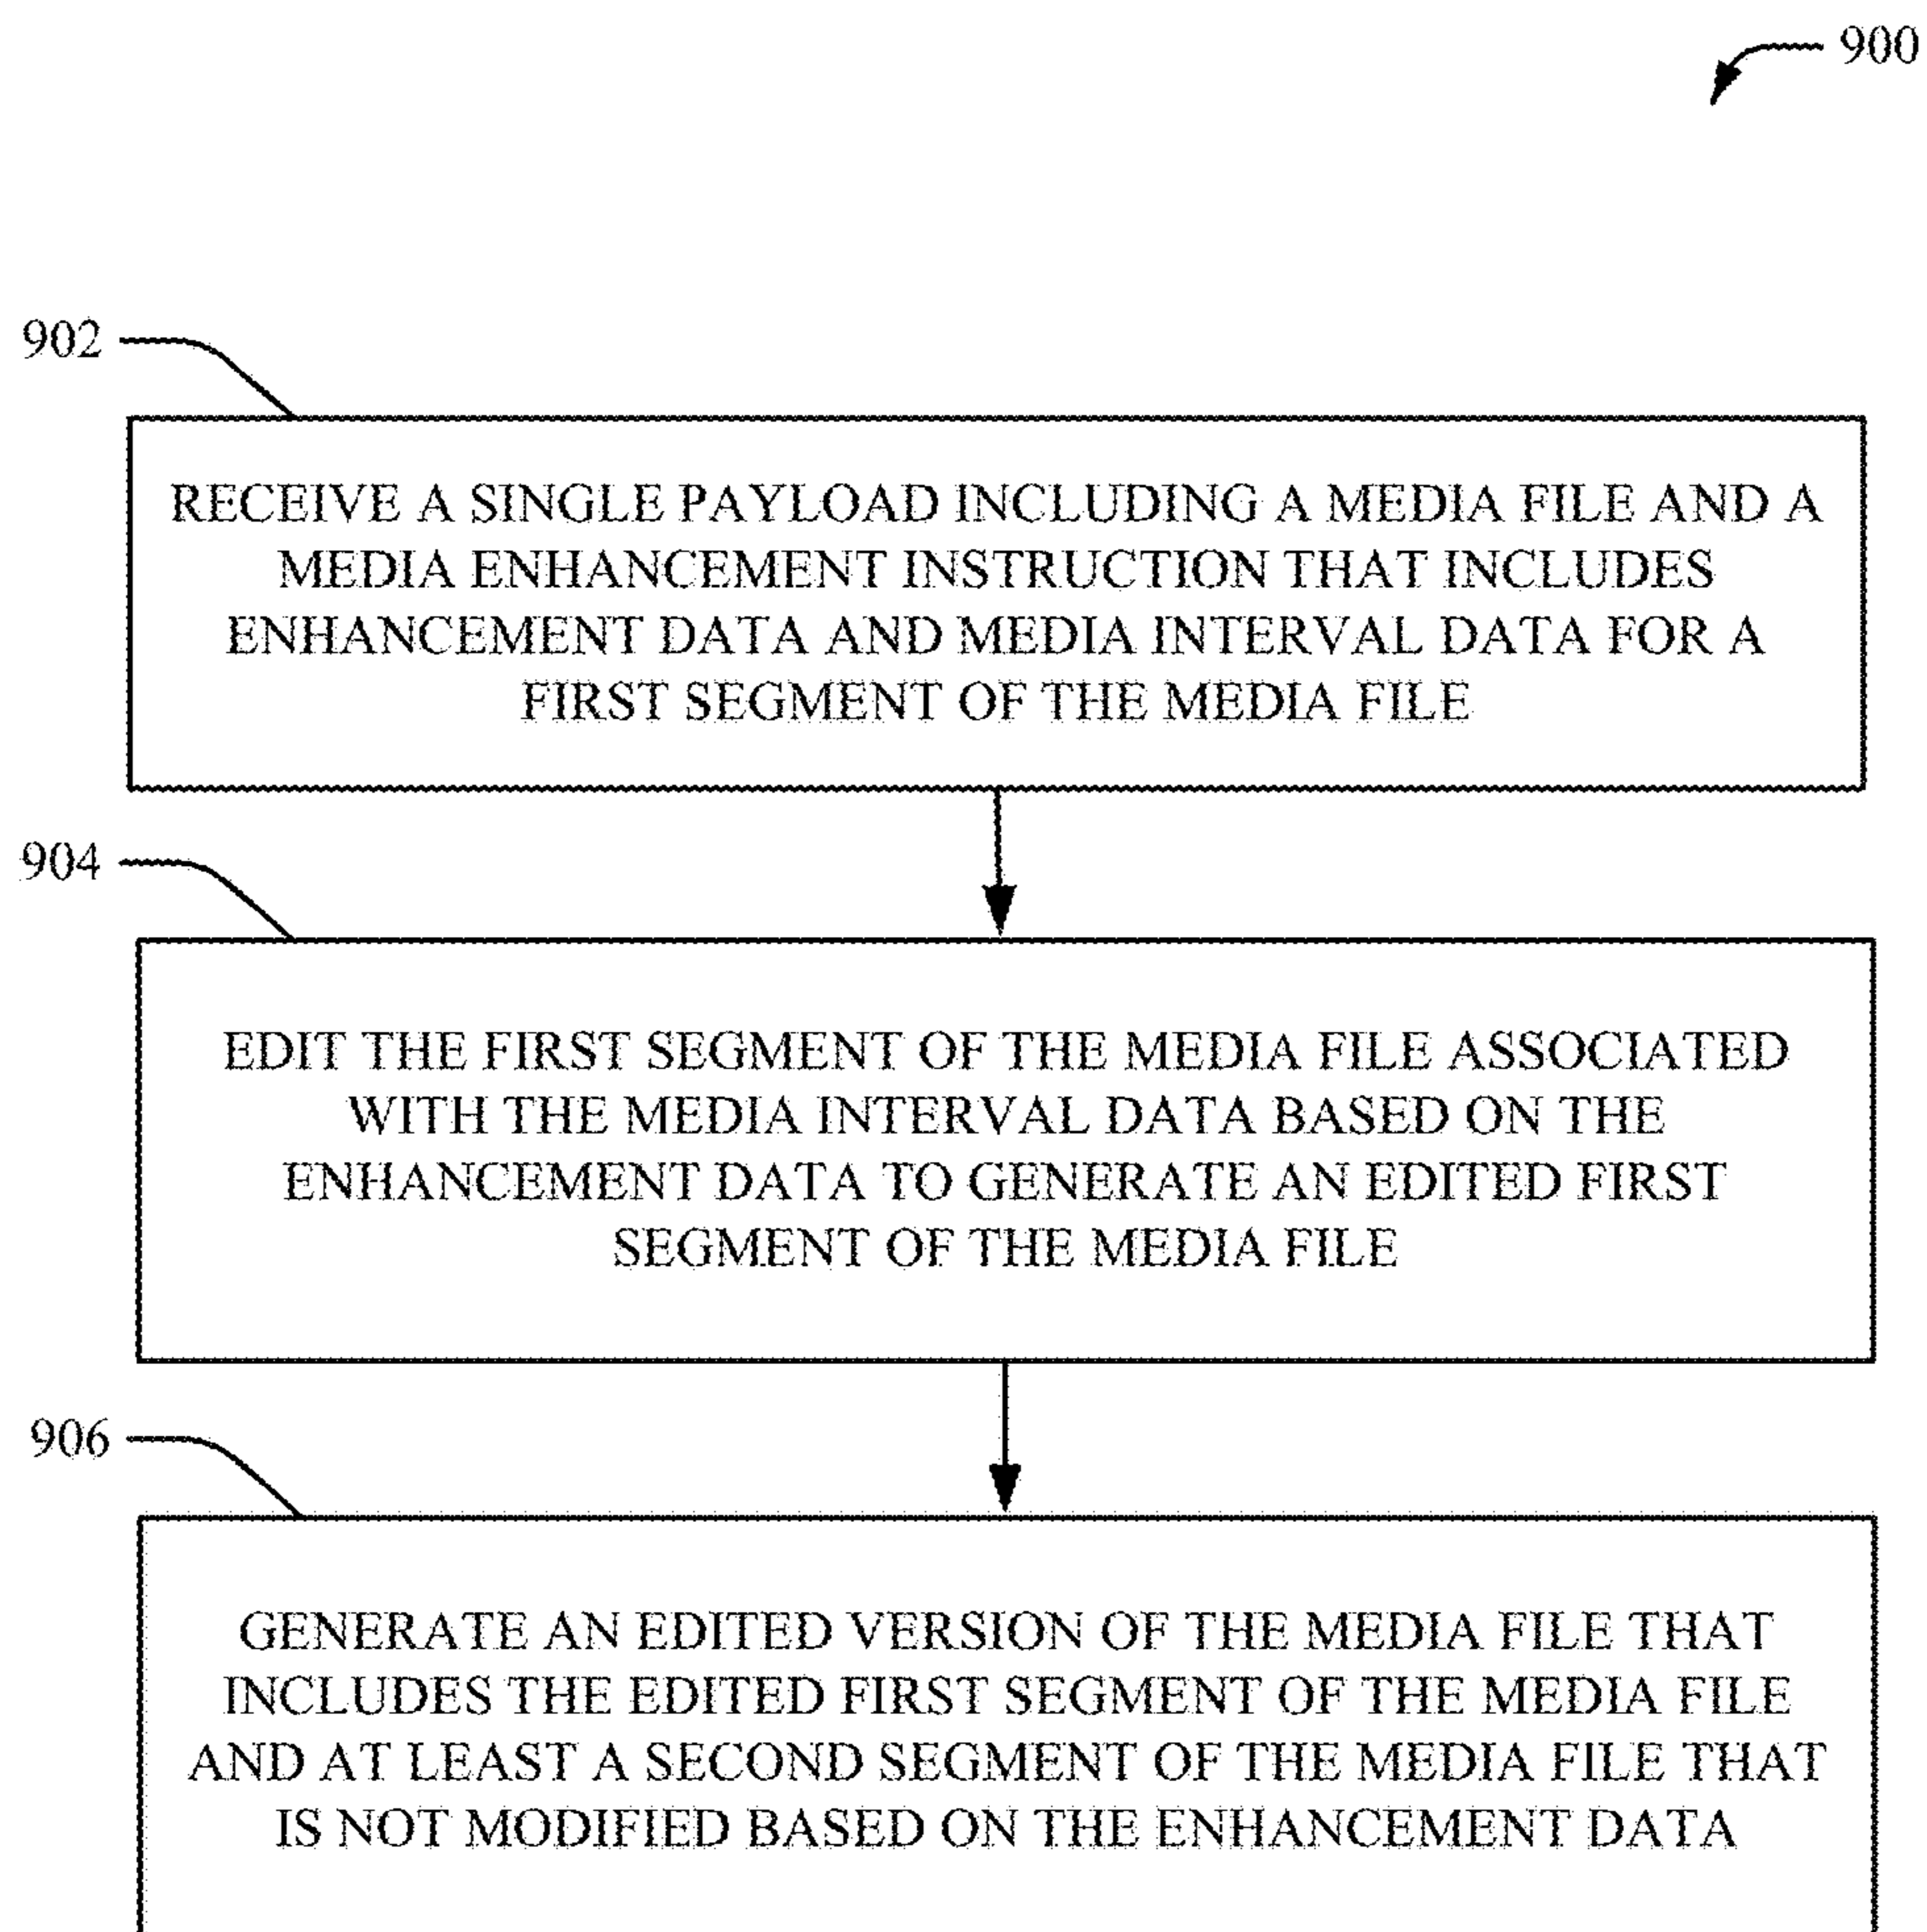 900
902
RECEIVE A SINGLE PAYLOAD INCLUDING A MEDIA FILE AND A
MEDIA ENHANCEMENT INSTRUCTION THAT INCLUDES
ENHANCEMENT DATA AND MEDIA INTERVAL DATA FOR A
FIRST SEGMENT OF THE MEDIA FILE
904
EDIT THE FIRST SEGMENT OF THE MEDIA FILE ASSOCIATED
WITH THE MEDIA INTERVAL DATA BASED ON THE
ENHANCEMENT DATA TO GENERATE AN EDITED FIRST
SEGMENT OF THE MEDIA FILE
906
GENERATE AN EDITED VERSION OF THE MEDIA FILE THAT
INCLUDES THE EDITED FIRST SEGMENT OF THE MEDIA FILE
AND AT LEAST A SECOND SEGMENT OF THE MEDIA FILE THAT
IS NOT MODIFIED BASED ON THE ENHANCEMENT DATA